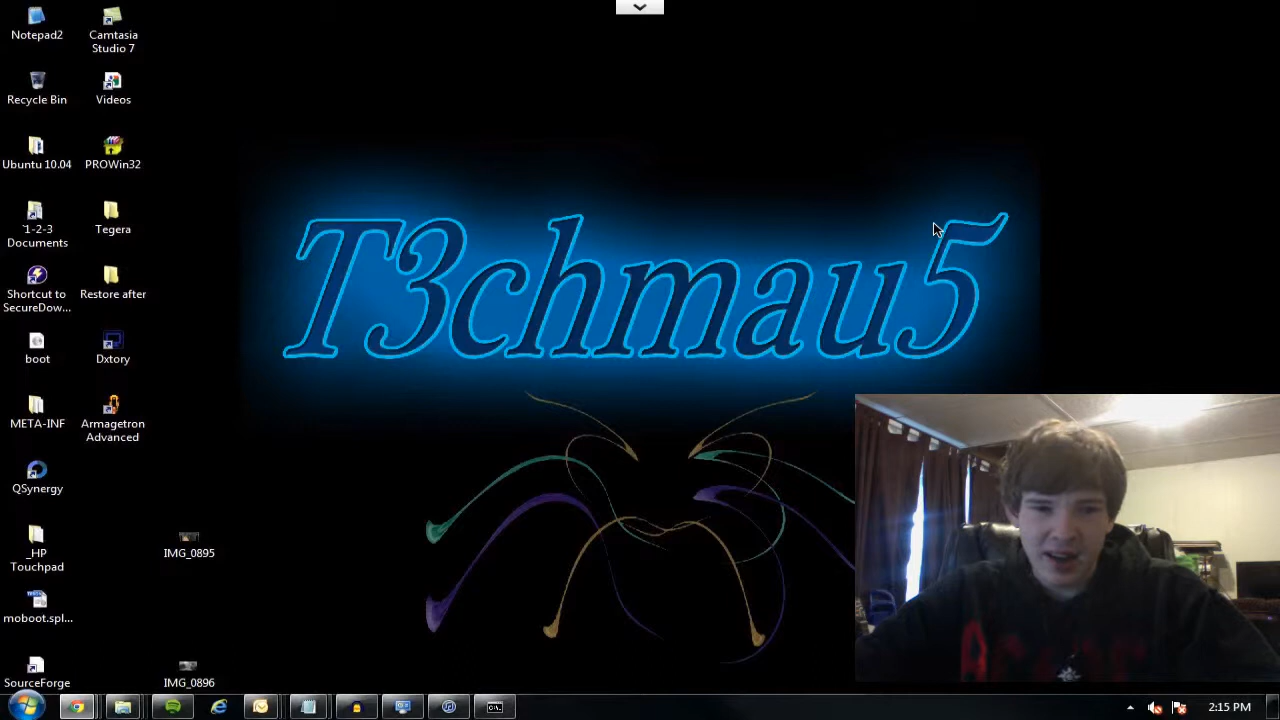 Notepad2
Camtasia
Studio 7
Recycle Bin
Videos
Ubuntu 10.04
PROWin32
1-2-3
Documents
Tegera
Shortcut to
SecureDow...
Restore after
boot
Dxtory
META-INF
Armagetron
Advanced
QSynergy
_HP
Touchpad
IMG_0895
moboot.spl...
SourceForge
IMG_0896
T3chmau5
C:\
2:15 PM